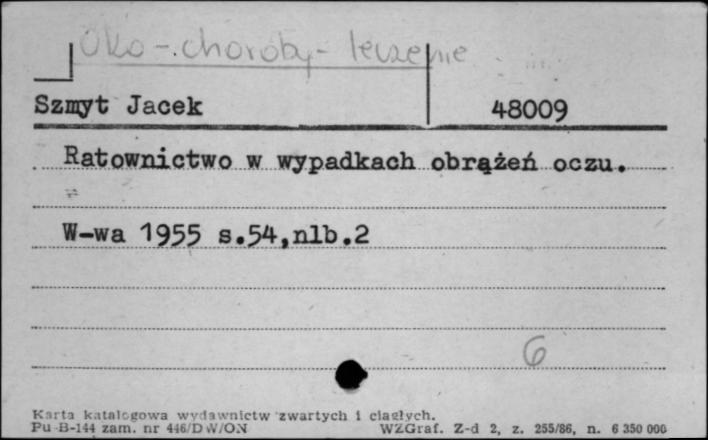 Oko - choroby - leczenie
Szmyt Jacek 48009
Ratownictwo w wypadkach obrążeń oczu.
W-wa 1955 s.54,nlb.2
6
Karta katalogowa wydawnictw zwartych i ciągłych.
Pu-B-144 zam. nr 446/DW/ON WZGraf. Z-d 2, z. 255/86, n. 6 350 000